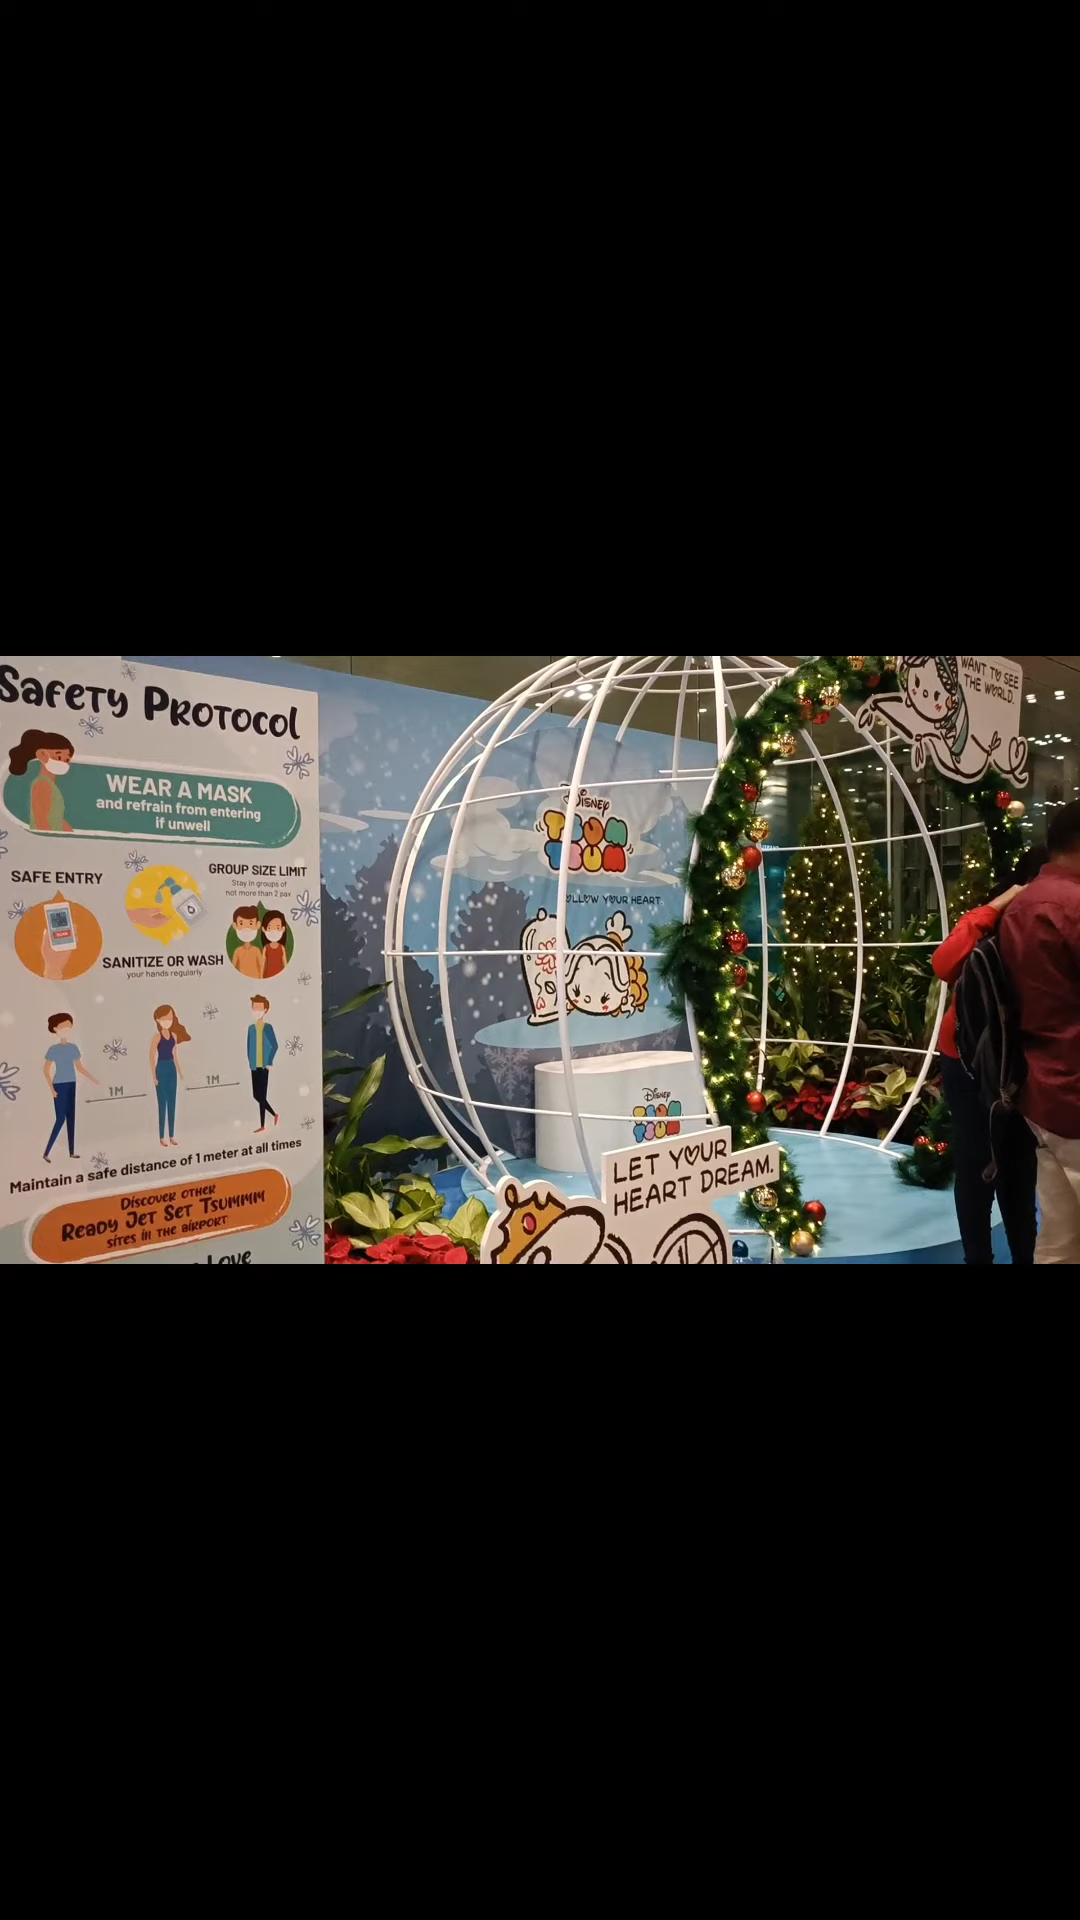 Safety Protocol
WEAR A MASK
and refrain from entering
if unwell
SAFE ENTRY
GROUP SIZE LIMIT
Stay in groups of
not more than 2 pax
SCAN
SANITIZE OR WASH
your hands regularly
1M
1M
Maintain a safe distance of 1 meter at all times
Discover other
Ready Jet Set Tsummm
sites in the airport
Love
Disney
TSUM
TSUM
OLLOW YOUR HEART.
Disney
TSUM
TSUM
LET YOUR
HEART DREAM.
WANT TO SEE
THE WORLD.